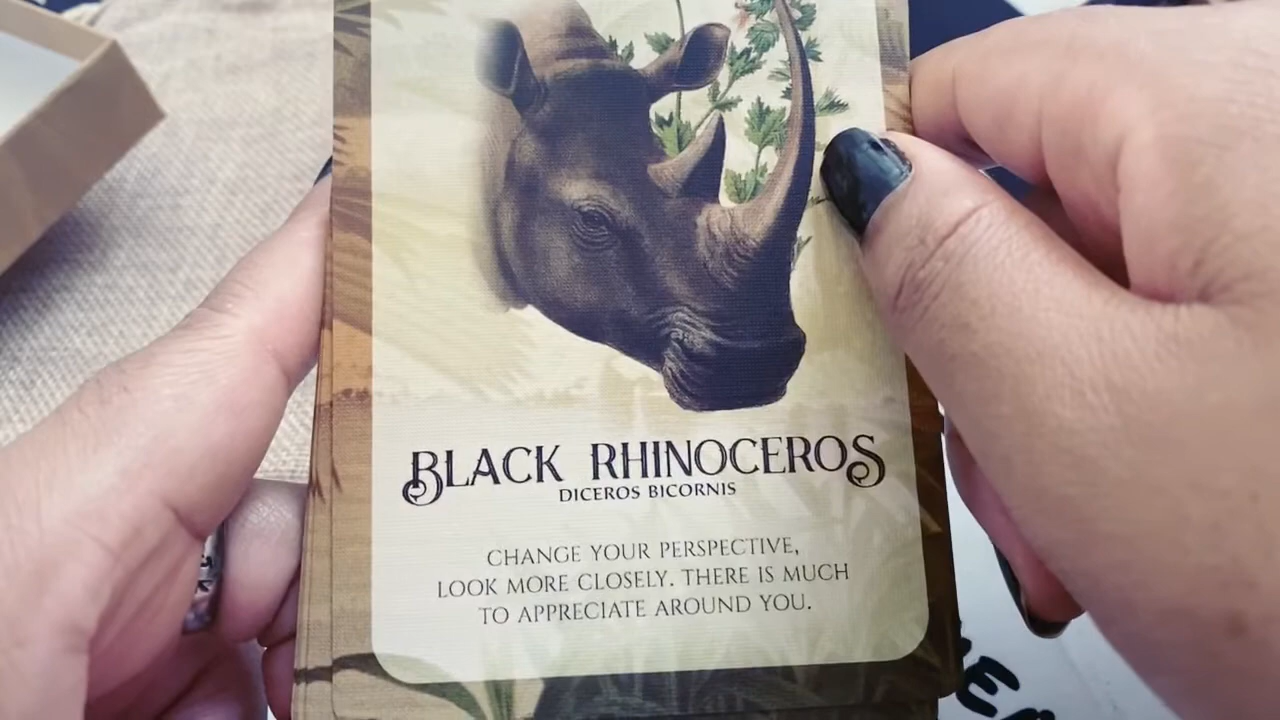 BLACK RHINOCEROS
DICEROS BICORNIS
CHANGE YOUR PERSPECTIVE,
LOOK MORE CLOSELY. THERE IS MUCH
TO APPRECIATE AROUND YOU.